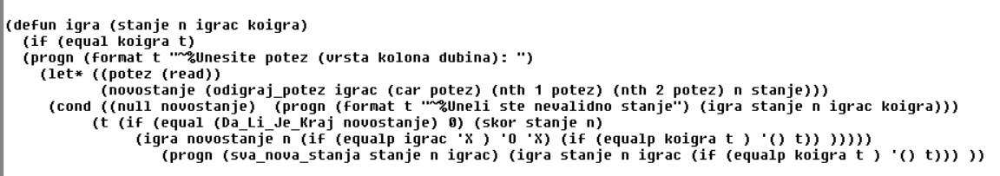 (defun igra (stanje n igrac koigra)
(if (equal koigra t)
(progn (format t "~%Unesite potez (vrsta kolona dubina): ")
(let* ((potez (read))
(novostanje (odigraj_potez igrac (car potez) (nth 1 potez) (nth 2 potez) n stanje)))
(cond ((null novostanje)  (progn (format t "~%Uneli ste nevalidno stanje") (igra stanje n igrac koigra)))
(t (if (equal (Da_Li_Je_Kraj novostanje) 0) (skor stanje n)
(igra novostanje n (if (equalp igrac 'X ) 'O 'X) (if (equalp koigra t ) '() t)) )))))
(progn (sva_nova_stanja stanje n igrac) (igra stanje n igrac (if (equalp koigra t ) '() t))) ))